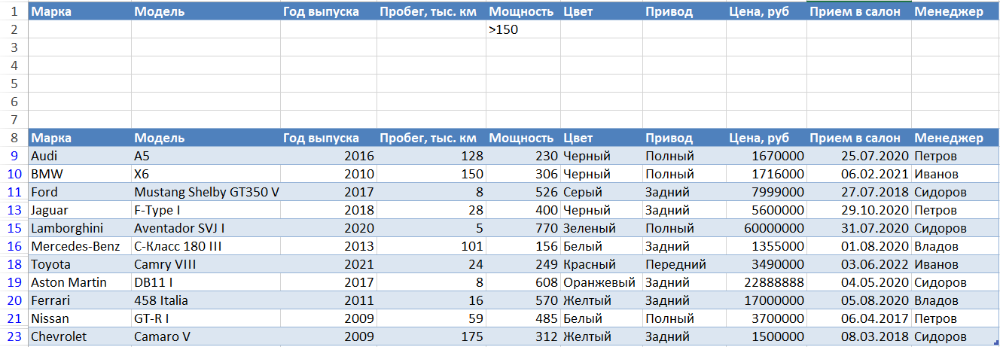 1 Марка Модель Год выпуска Пробег, тыс. км Мощность Цвет Привод Цена, руб Прием в салон Менеджер
2 >150
3
4
5
6
7
8 Марка Модель Год выпуска Пробег, тыс. км Мощность Цвет Привод Цена, руб Прием в салон Менеджер
9 Audi A5 2016 128 230 Черный Полный 1670000 25.07.2020 Петров
10 BMW X6 2010 150 306 Черный Полный 1716000 06.02.2021 Иванов
11 Ford Mustang Shelby GT350 V 2017 8 526 Серый Задний 7999000 27.07.2018 Сидоров
13 Jaguar F-Type I 2018 28 400 Черный Задний 5600000 29.10.2020 Петров
15 Lamborghini Aventador SVJ I 2020 5 770 Зеленый Полный 60000000 31.07.2020 Сидоров
16 Mercedes-Benz C-Класс 180 III 2013 101 156 Белый Задний 1355000 01.08.2020 Владов
18 Toyota Camry VIII 2021 24 249 Красный Передний 3490000 03.06.2022 Иванов
19 Aston Martin DB11 I 2017 8 608 Оранжевый Задний 22888888 04.05.2020 Сидоров
20 Ferrari 458 Italia 2011 16 570 Желтый Задний 17000000 05.08.2020 Владов
21 Nissan GT-R I 2009 59 485 Белый Полный 3700000 06.04.2017 Петров
23 Chevrolet Camaro V 2009 175 312 Желтый Задний 1500000 08.03.2018 Сидоров